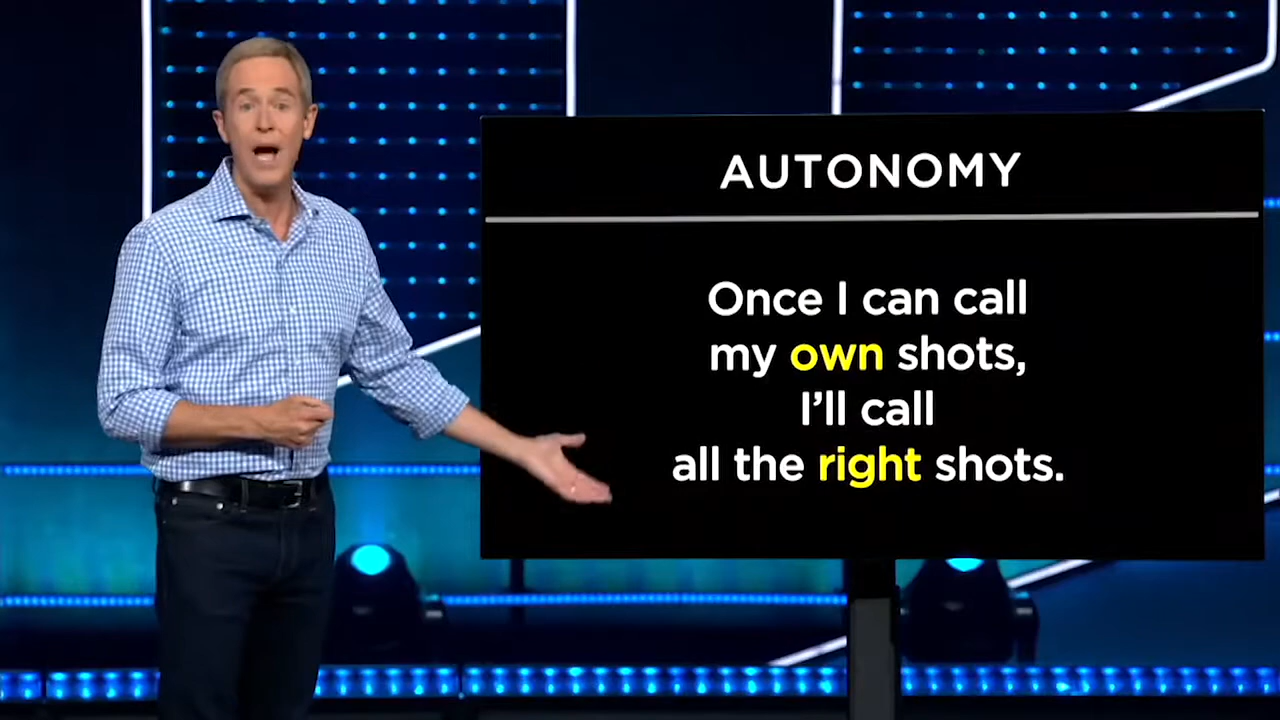 AUTONOMY
Once I can call
my own shots,
I'll call
all the right shots.